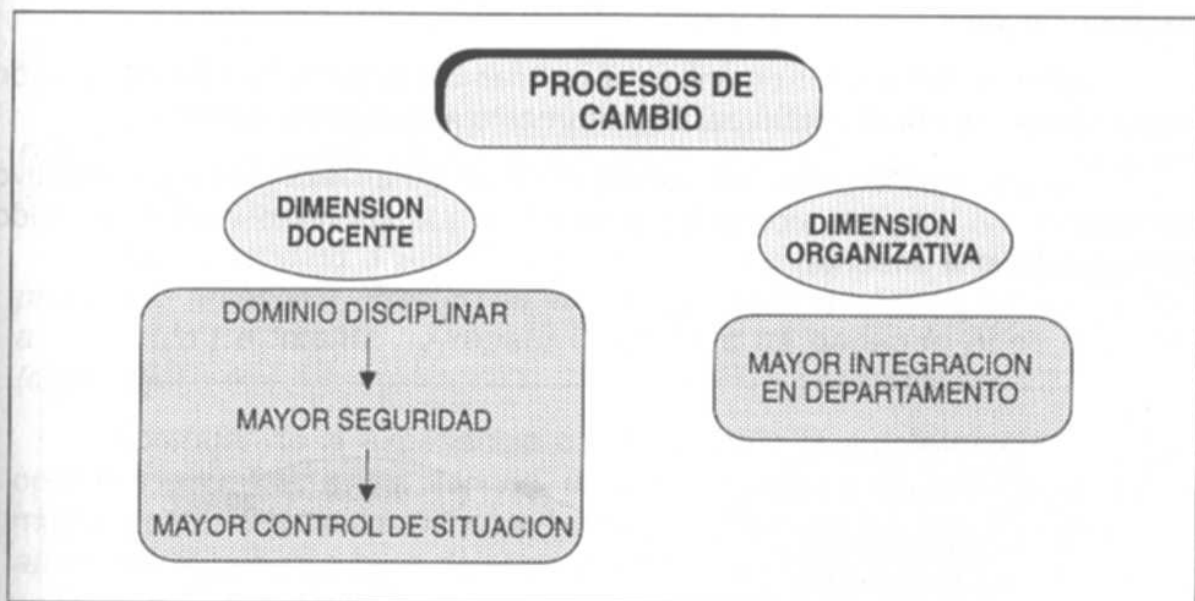 PROCESOS DE
CAMBIO
DIMENSION
DOCENTE
DOMINIO DISCIPLINAR
MAYOR SEGURIDAD
MAYOR CONTROL DE SITUACION
DIMENSION
ORGANIZATIVA
MAYOR INTEGRACION
EN DEPARTAMENTO